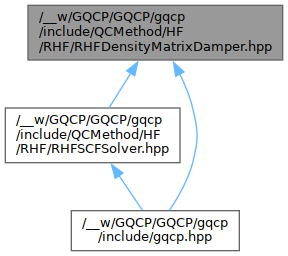 /__w/GQCP/GQCP/gqcp
/include/QCMethod/HF
/RHF/RHFDensityMatrixDamper.hpp
/__w/GQCP/GQCP/gqcp
/include/QCMethod/HF
/RHF/RHFSCFSolver.hpp
/__w/GQCP/GQCP/gqcp
/include/gqcp.hpp